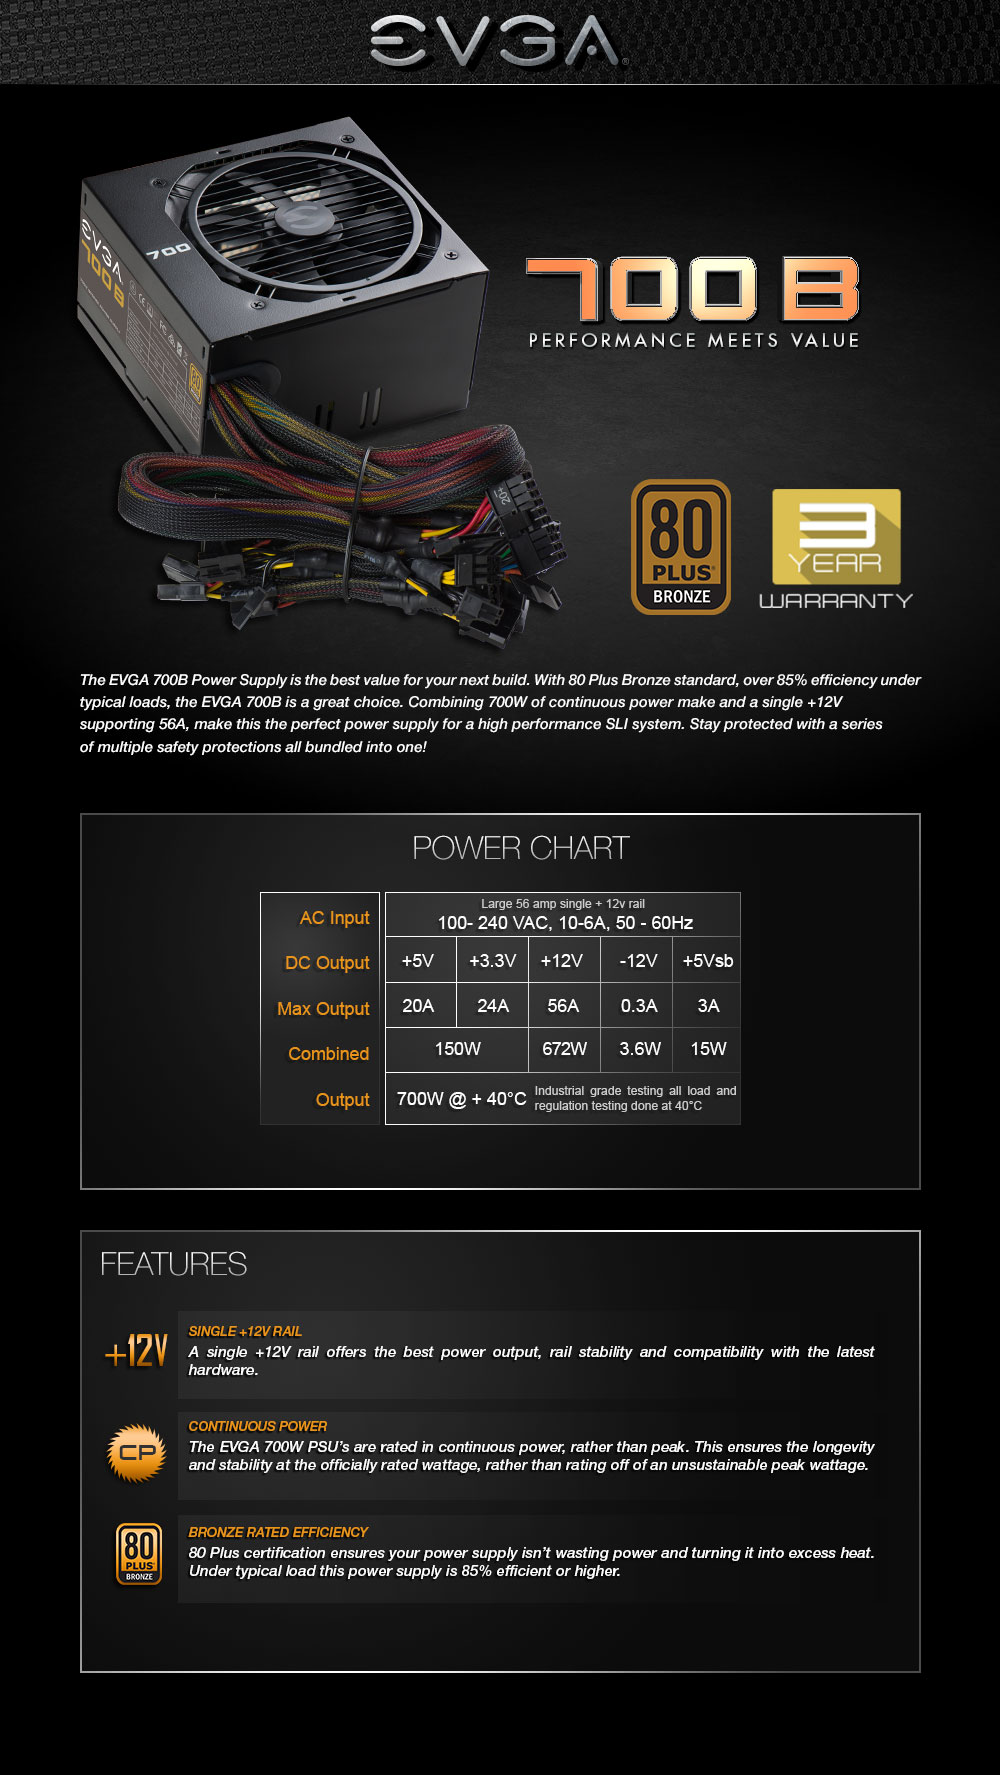 EVGA
700
EVGA
700 B
700 B
PERFORMANCE MEETS VALUE
80
PLUS
BRONZE
3
YEAR
WARRANTY
The EVGA 700B Power Supply is the best value for your next build. With 80 Plus Bronze standard, over 85% efficiency under
typical loads, the EVGA 700B is a great choice. Combining 700W of continuous power make and a single +12V
supporting 56A, make this the perfect power supply for a high performance SLI system. Stay protected with a series
of multiple safety protections all bundled into one!
POWER CHART
Large 56 amp single + 12v rail
AC Input 100- 240 VAC, 10-6A, 50 - 60Hz
DC Output +5V +3.3V +12V -12V +5Vsb
Max Output 20A 24A 56A 0.3A 3A
Combined 150W 672W 3.6W 15W
Output 700W @ + 40°C Industrial grade testing all load and
regulation testing done at 40°C
FEATURES
+12V
SINGLE +12V RAIL
A single +12V rail offers the best power output, rail stability and compatibility with the latest
hardware.
CP
CONTINUOUS POWER
The EVGA 700W PSU's are rated in continuous power, rather than peak. This ensures the longevity
and stability at the officially rated wattage, rather than rating off of an unsustainable peak wattage.
80
PLUS
BRONZE
BRONZE RATED EFFICIENCY
80 Plus certification ensures your power supply isn't wasting power and turning it into excess heat.
Under typical load this power supply is 85% efficient or higher.